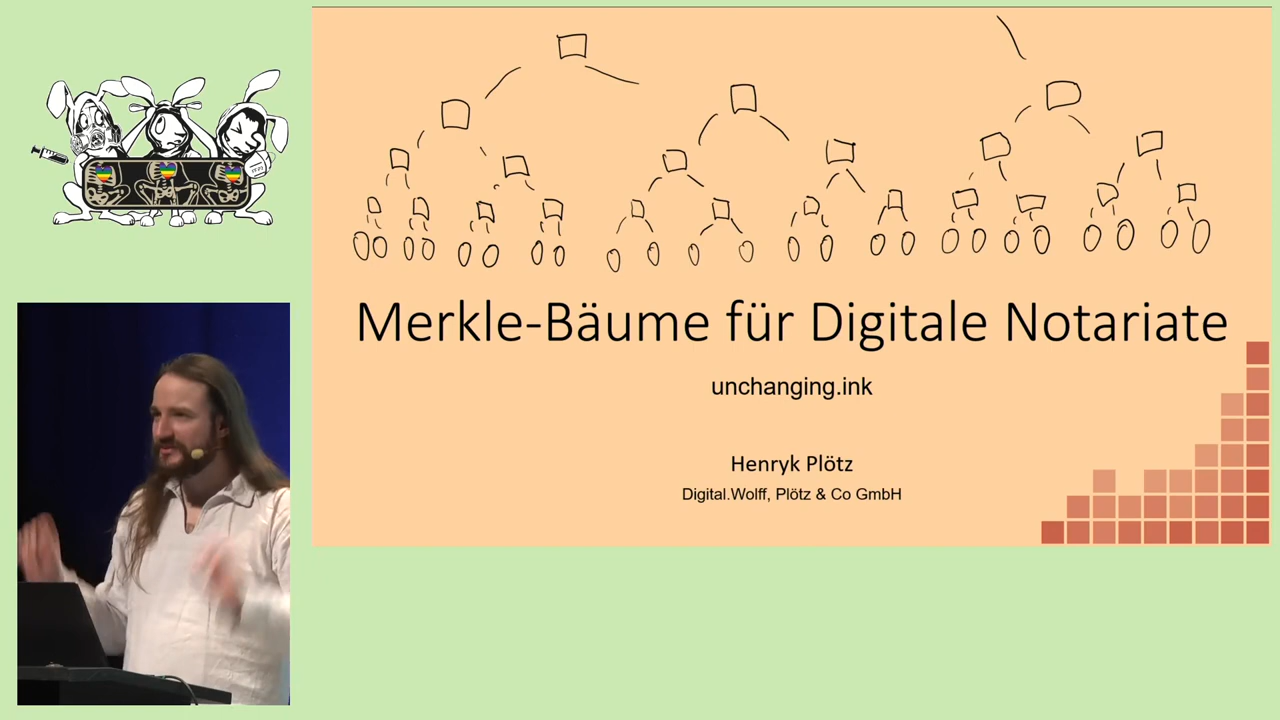 Merkle-Bäume für Digitale Notariate
unchanging.ink
Henryk Plötz
Digital.Wolff, Plötz & Co GmbH